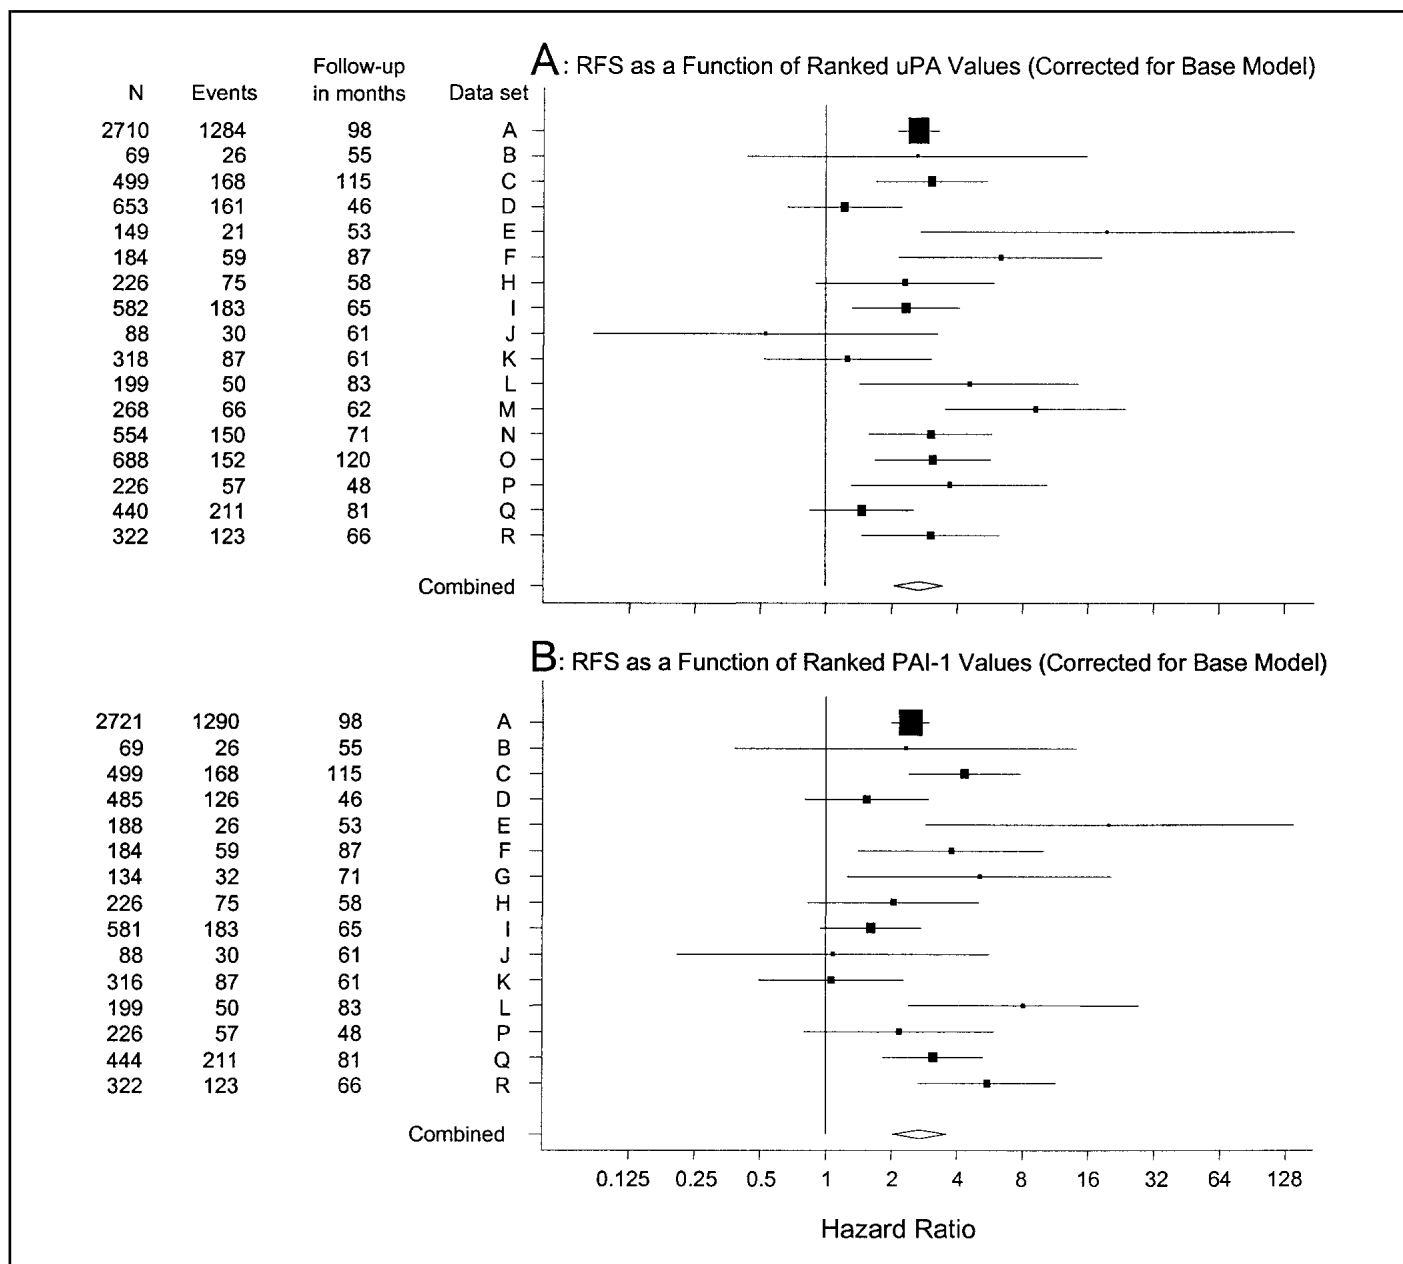 A: RFS as a Function of Ranked uPA Values (Corrected for Base Model)
Follow-up
N Events in months Data set
2710 1284 98 A
69 26 55 B
499 168 115 C
653 161 46 D
149 21 53 E
184 59 87 F
226 75 58 H
582 183 65 I
88 30 61 J
318 87 61 K
199 50 83 L
268 66 62 M
554 150 71 N
688 152 120 O
226 57 48 P
440 211 81 Q
322 123 66 R
Combined
B: RFS as a Function of Ranked PAI-1 Values (Corrected for Base Model)
2721 1290 98 A
69 26 55 B
499 168 115 C
485 126 46 D
188 26 53 E
184 59 87 F
134 32 71 G
226 75 58 H
581 183 65 I
88 30 61 J
316 87 61 K
199 50 83 L
226 57 48 P
444 211 81 Q
322 123 66 R
Combined
0.125 0.25 0.5 1 2 4 8 16 32 64 128
Hazard Ratio